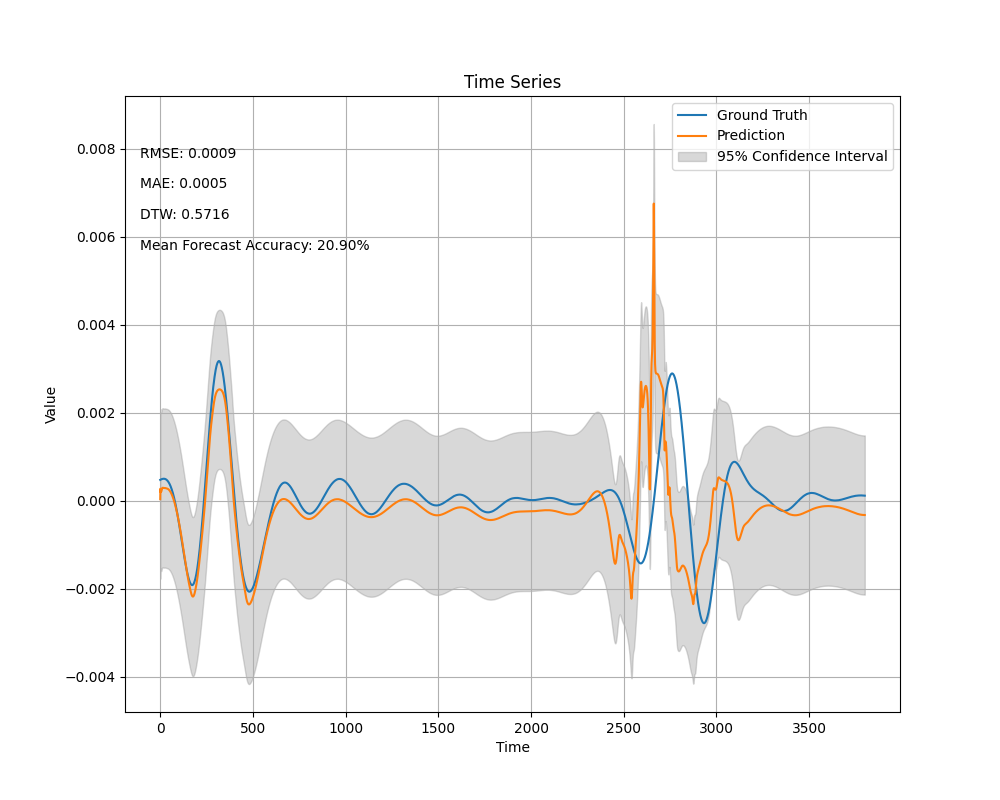 Time Series
Ground Truth
Prediction
95% Confidence Interval
RMSE: 0.0009
MAE: 0.0005
DTW: 0.5716
Mean Forecast Accuracy: 20.90%
Value
0.008
0.006
0.004
0.002
0.000
−0.002
−0.004
0 500 1000 1500 2000 2500 3000 3500
Time